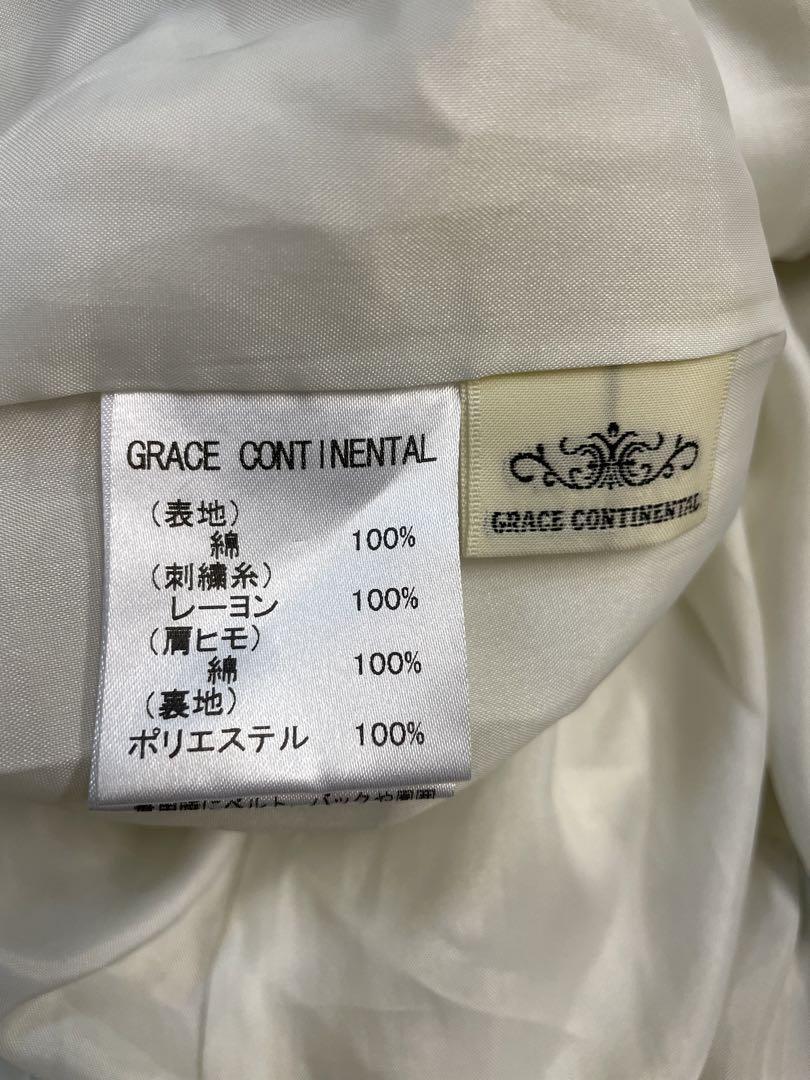 GRACE CONTINENTAL
(表地)
綿 100%
(刺繍糸)
レーヨン 100%
(肩ヒモ)
綿 100%
(裏地)
ポリエステル 100%
GRACE CONTINENTAL